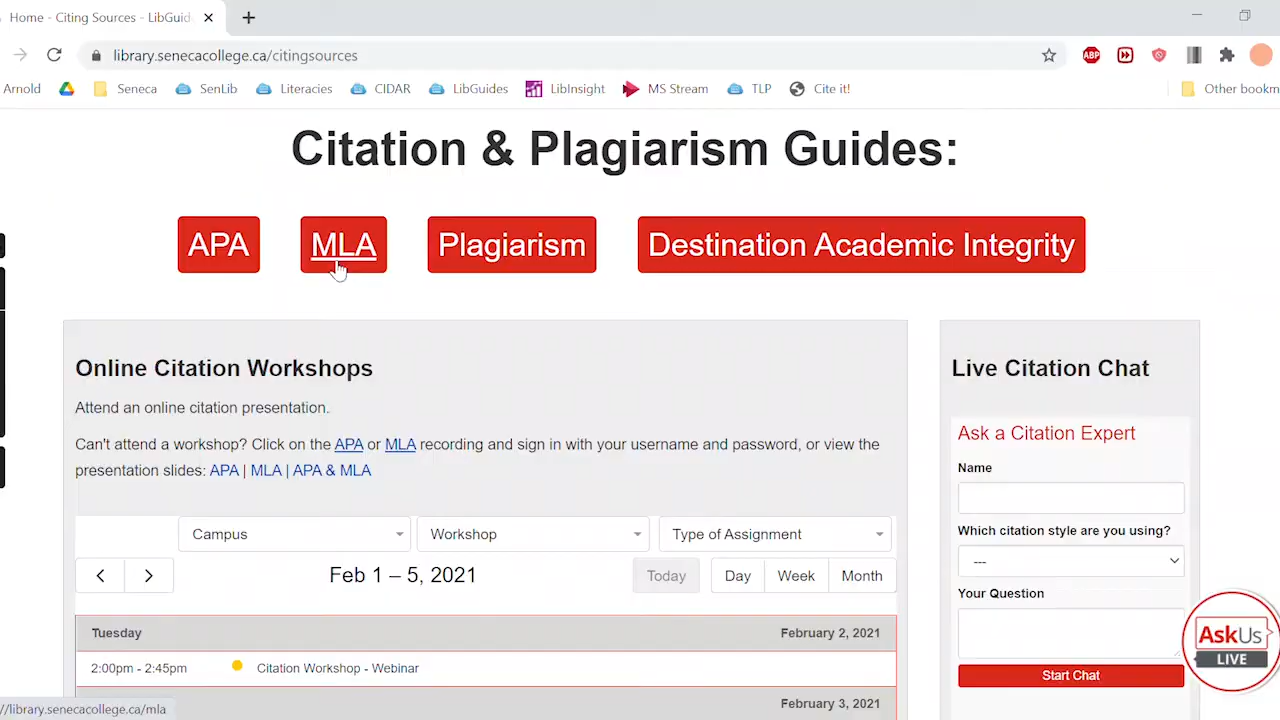 Home - Citing Sources - LibGuid
library.senecacollege.ca/citingsources
ABP
Arnold Seneca SenLib Literacies CIDAR LibGuides LibInsight MS Stream TLP Cite it! Other bookm
Citation & Plagiarism Guides:
APA MLA Plagiarism Destination Academic Integrity
Online Citation Workshops
Attend an online citation presentation.
Can't attend a workshop? Click on the APA or MLA recording and sign in with your username and password, or view the
presentation slides: APA | MLA | APA & MLA
Campus Workshop Type of Assignment
Feb 1 – 5, 2021 Today Day Week Month
Tuesday February 2, 2021
2:00pm - 2:45pm Citation Workshop - Webinar
February 3, 2021
Live Citation Chat
Ask a Citation Expert
Name
Which citation style are you using?
---
Your Question
Start Chat
AskUs
LIVE
//library.senecacollege.ca/mla